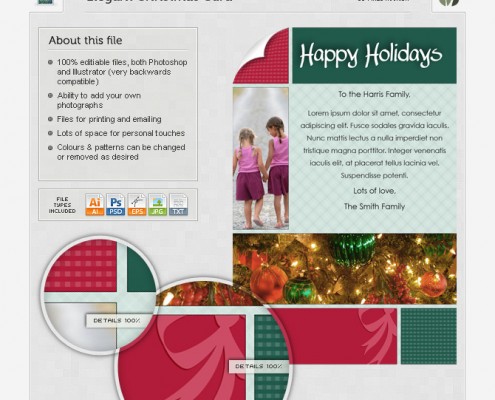 About this file
100% editiable files, both Photoshop
and Illustrator (very backwards
compatible)
Ability to add your own
photographs
Files for printing and emailing
Lots of space for personal touches
Colours & patterns can be changed
or removed as desired
FILE
TYPES
INCLUDED
Ai Ps .EPS JPG TXT
Ai PSD .EPS JPG TXT
Happy Holidays
To the Harris Family,
Lorem ipsum dolor sit amet, consectetur
adipiscing elit. Fusce sodales gravida iaculis.
Nunc mattis lectus a nulla imperdiet non
tristique magna porttitor. Integer venenatis
iaculis elit, at placerat tellus lacinia vel.
Suspendisse potenti.
Lots of love,
The Smith Family
DETAILS 100%
DETAILS 100%